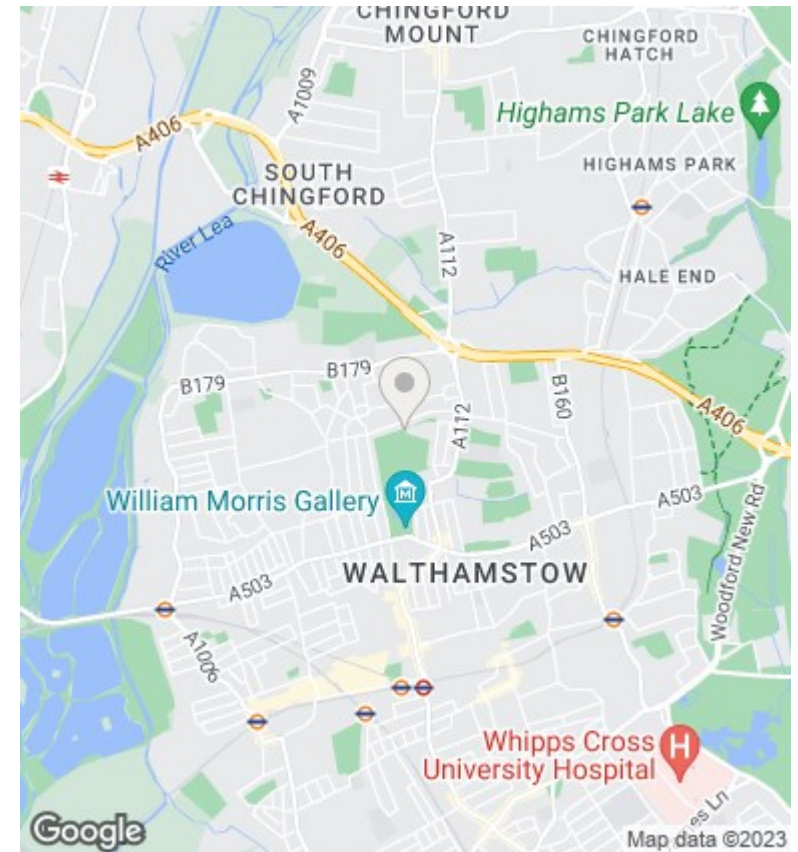 CHINGFORD
MOUNT
CHINGFORD
HATCH
A1009
Highams Park Lake
A406
HIGHAMS PARK
SOUTH
CHINGFORD
River Lea
A406
A112
HALE END
B179
B179
B160
A112
A406
William Morris Gallery
M
A503
A503
A503
Woodford New Rd
WALTHAMSTOW
A1006
Whipps Cross
University Hospital
H
Google
Map data ©2023